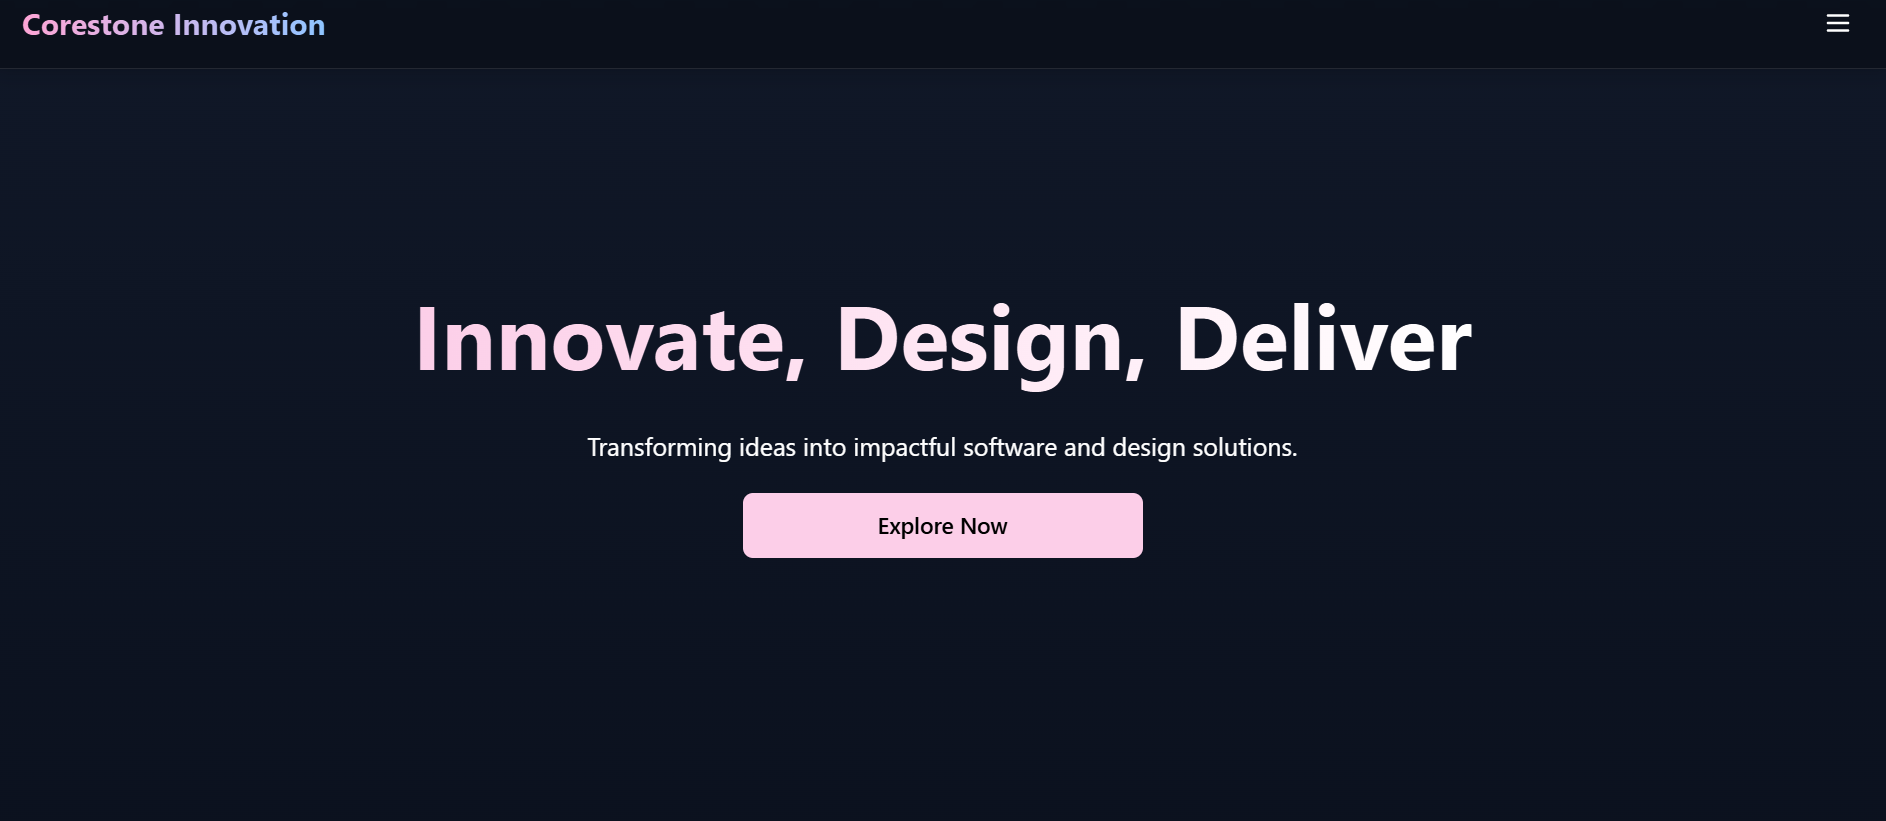 Corestone Innovation
Innovate, Design, Deliver
Transforming ideas into impactful software and design solutions.
Explore Now